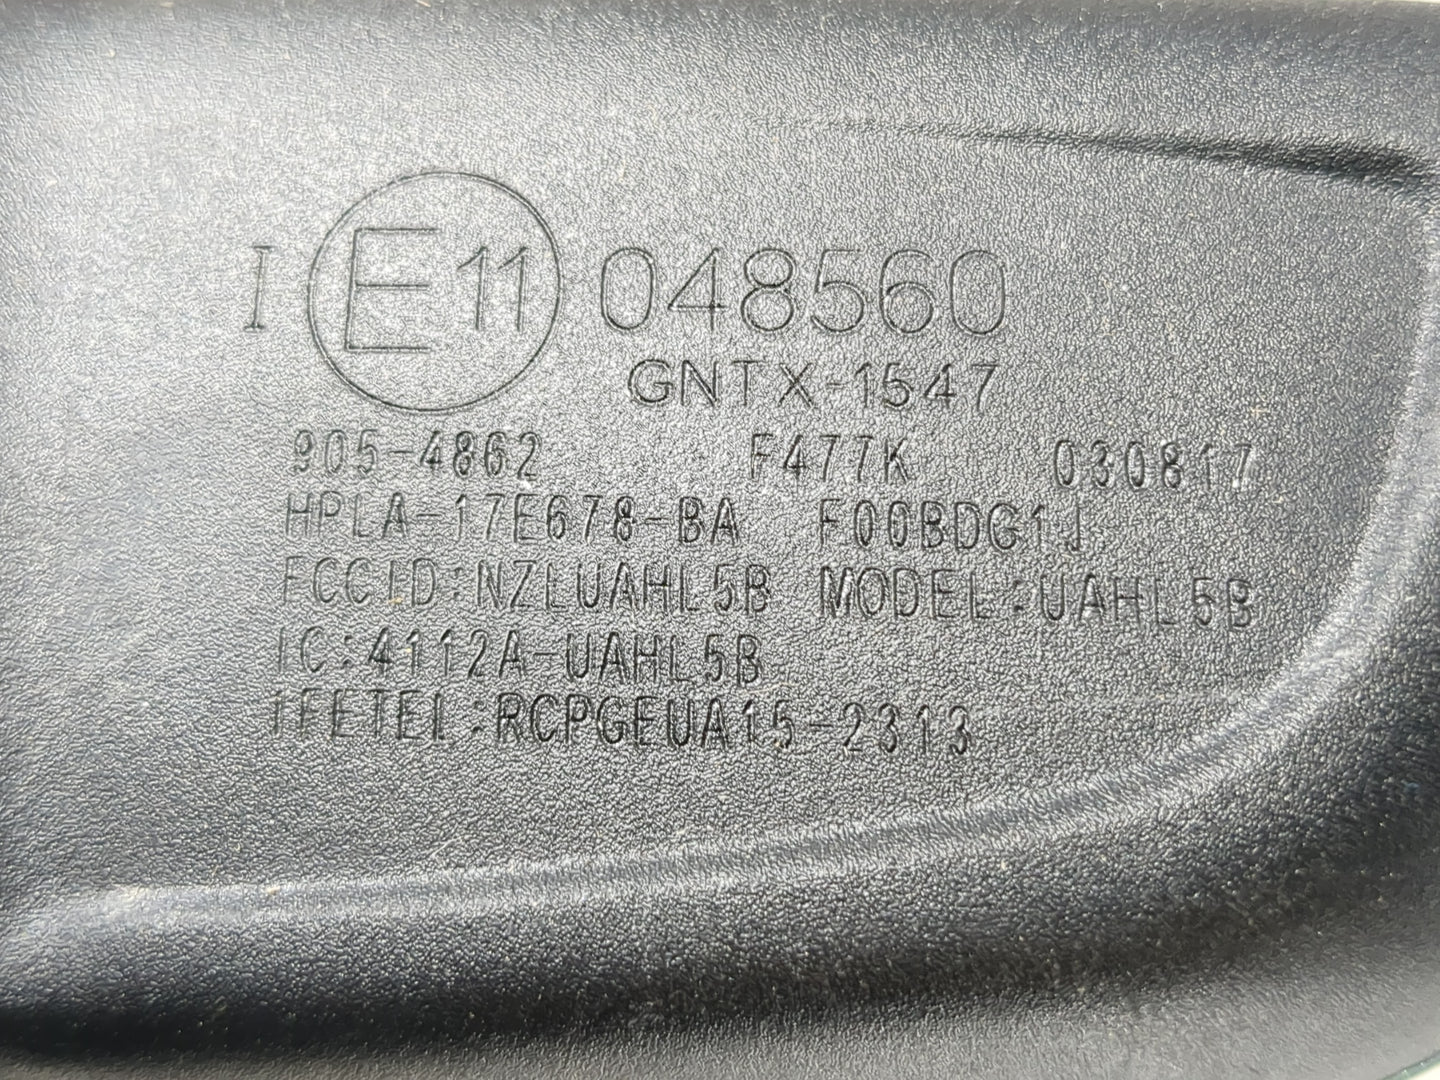 I E11 048560
GNTX-1547
905-4862 F477K 030817
HPLA-17E678-BA F00BDG1J
FCCID:NZLUAHL5B MODEL:UAHL5B
IC:4112A-UAHL5B
IFETEL:RCPGEUA15-2313